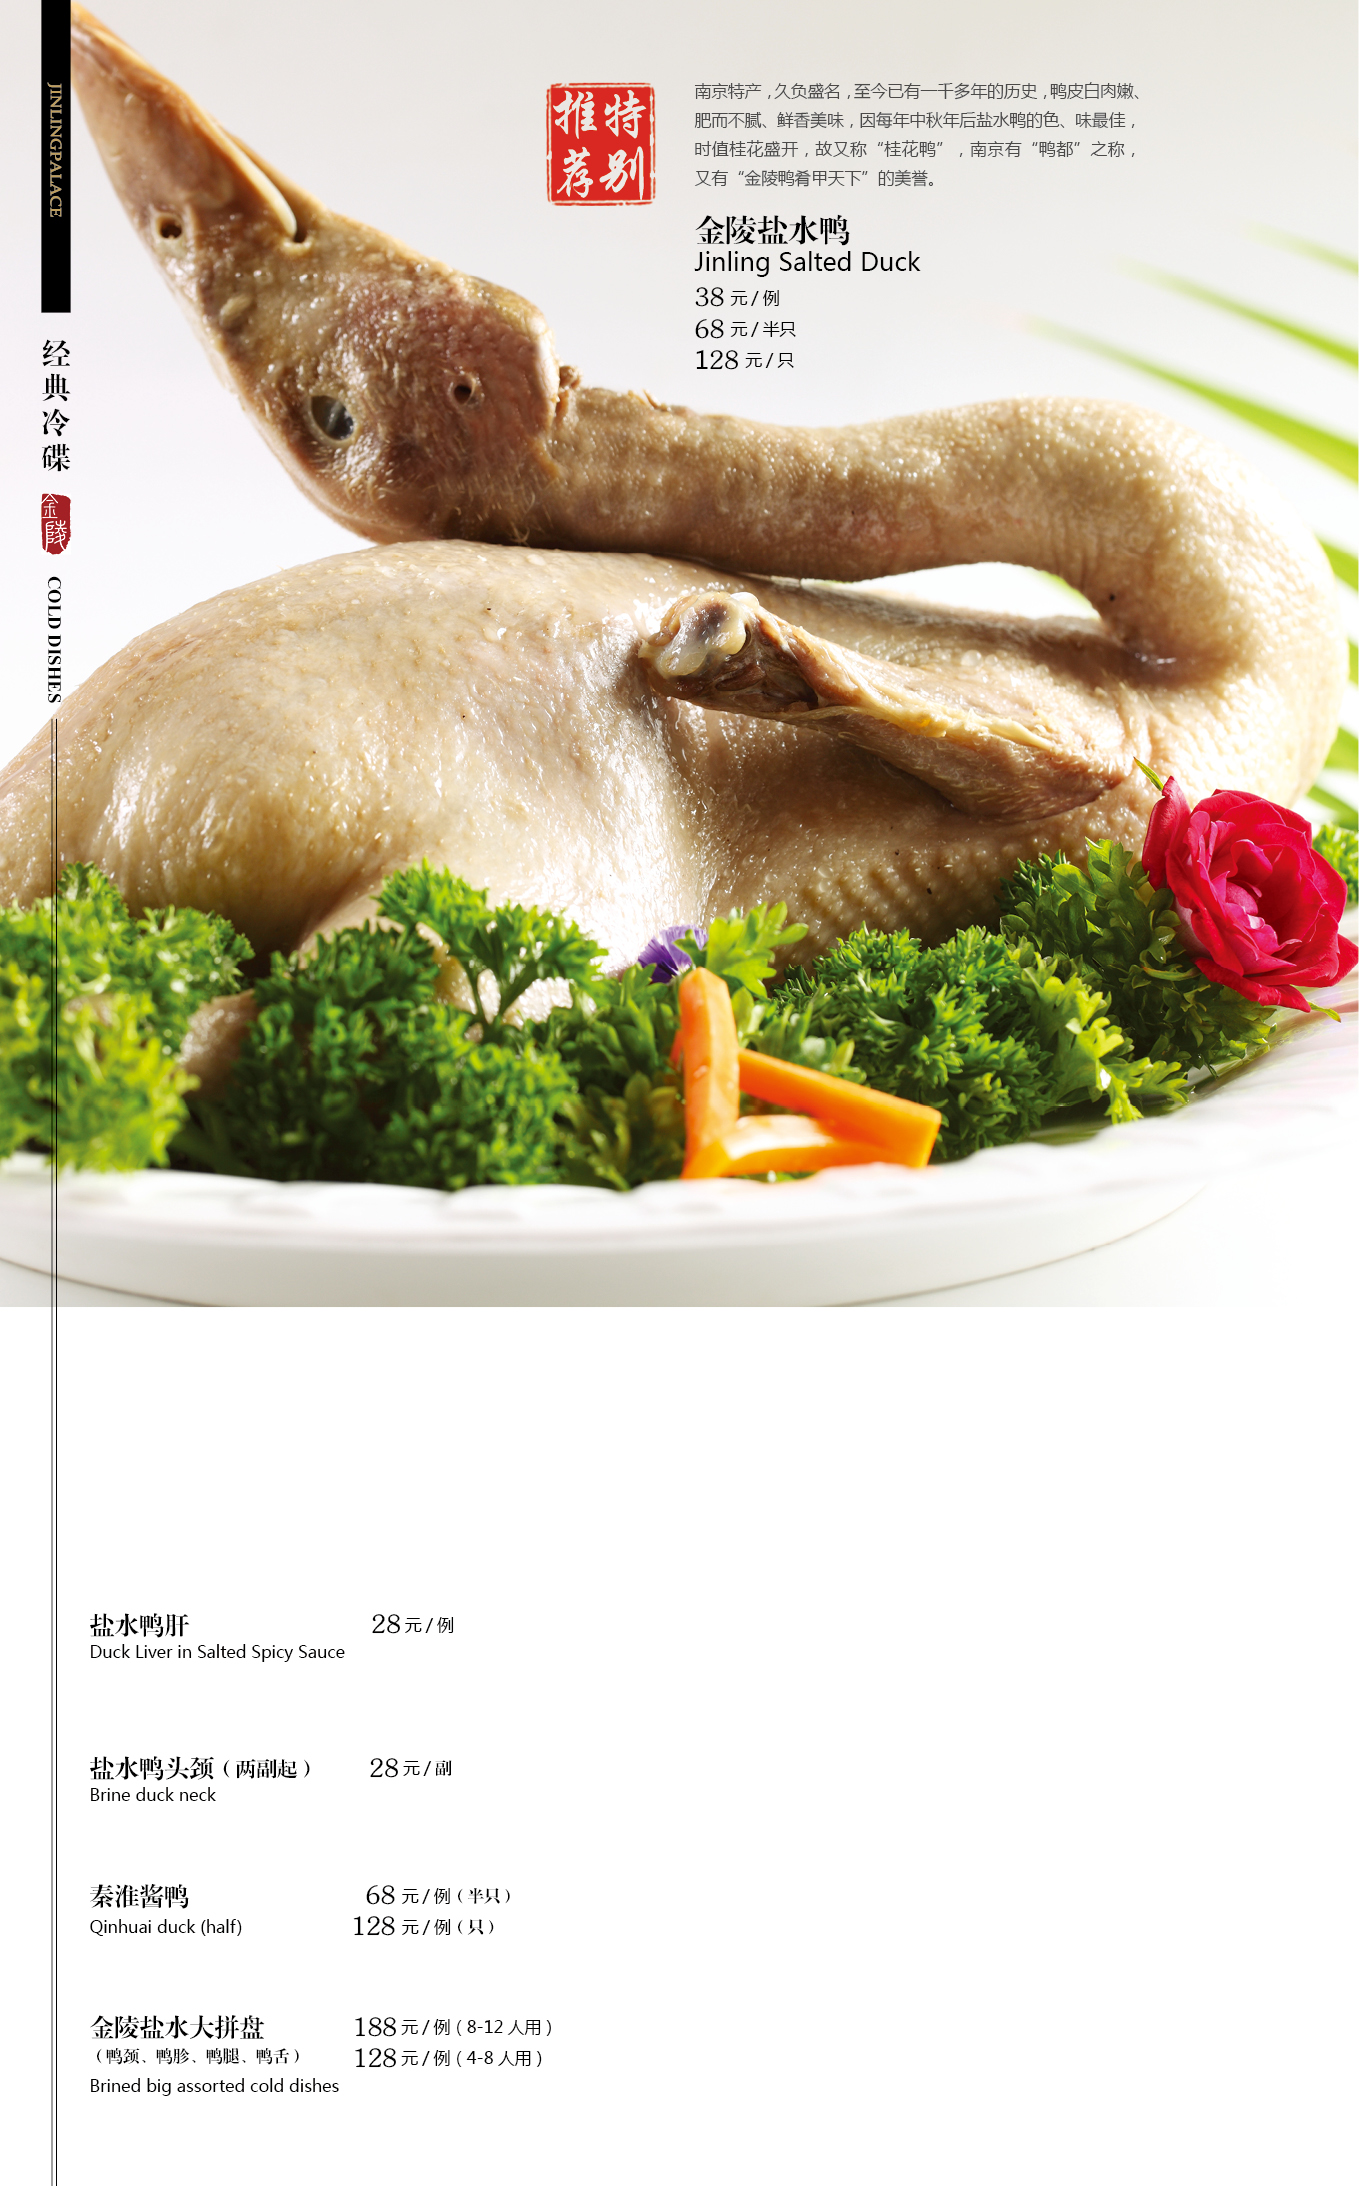 JINLINGPALACE
经典冷碟
金陵
COLD DISHES
特别
推荐
南京特产，久负盛名，至今已有一千多年的历史，鸭皮白肉嫩、
肥而不腻、鲜香美味，因每年中秋年后盐水鸭的色、味最佳，
时值桂花盛开，故又称“桂花鸭”，南京有“鸭都”之称，
又有“金陵鸭肴甲天下”的美誉。
金陵盐水鸭
Jinling Salted Duck
38 元 / 例
68 元 / 半只
128 元 / 只
盐水鸭肝 28 元 / 例
Duck Liver in Salted Spicy Sauce
盐水鸭头颈（两副起） 28 元 / 副
Brine duck neck
秦淮酱鸭 68 元 / 例（半只）
Qinhuai duck (half) 128 元 / 例（只）
金陵盐水大拼盘 188 元 / 例（8-12 人用）
（鸭颈、鸭胗、鸭腿、鸭舌） 128 元 / 例（4-8 人用）
Brined big assorted cold dishes